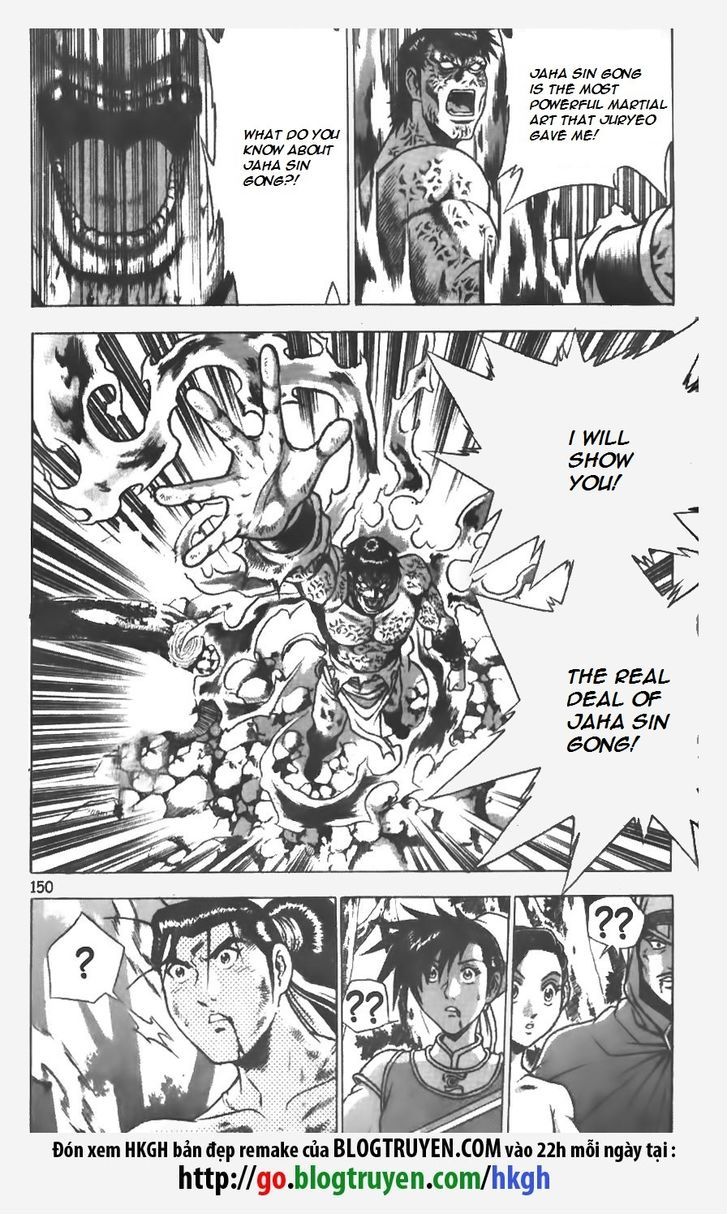 WHAT DO YOU
KNOW ABOUT
JAHA SIN
GONG?!
JAHA SIN GONG
IS THE MOST
POWERFUL MARTIAL
ART THAT JURYEO
GAVE ME!
I WILL
SHOW
YOU!
THE REAL
DEAL OF
JAHA SIN
GONG!
150
?
??
??
Đón xem HKGH bản đẹp remake của BLOGTRUYEN.COM vào 22h mỗi ngày tại :
http://go.blogtruyen.com/hkgh